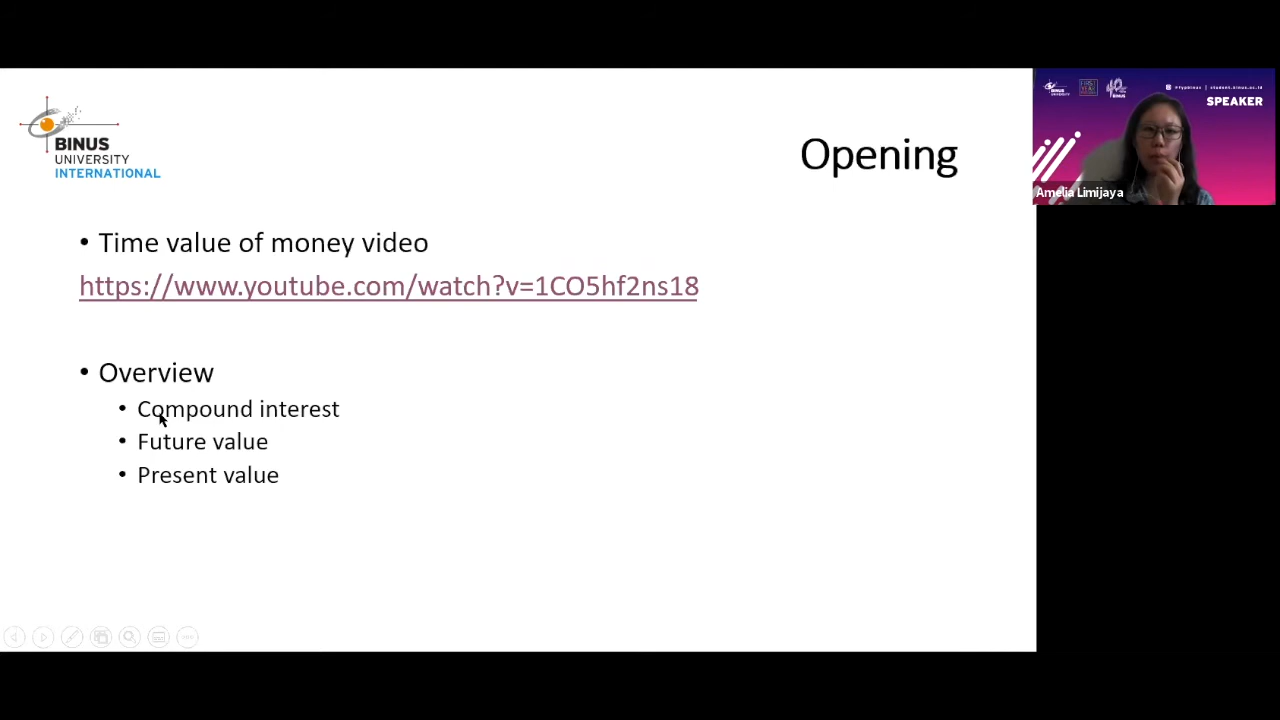 BINUS
UNIVERSITY
INTERNATIONAL
Opening
• Time value of money video
https://www.youtube.com/watch?v=1CO5hf2ns18
• Overview
• Compound interest
• Future value
• Present value
SPEAKER
Amelia Limijaya